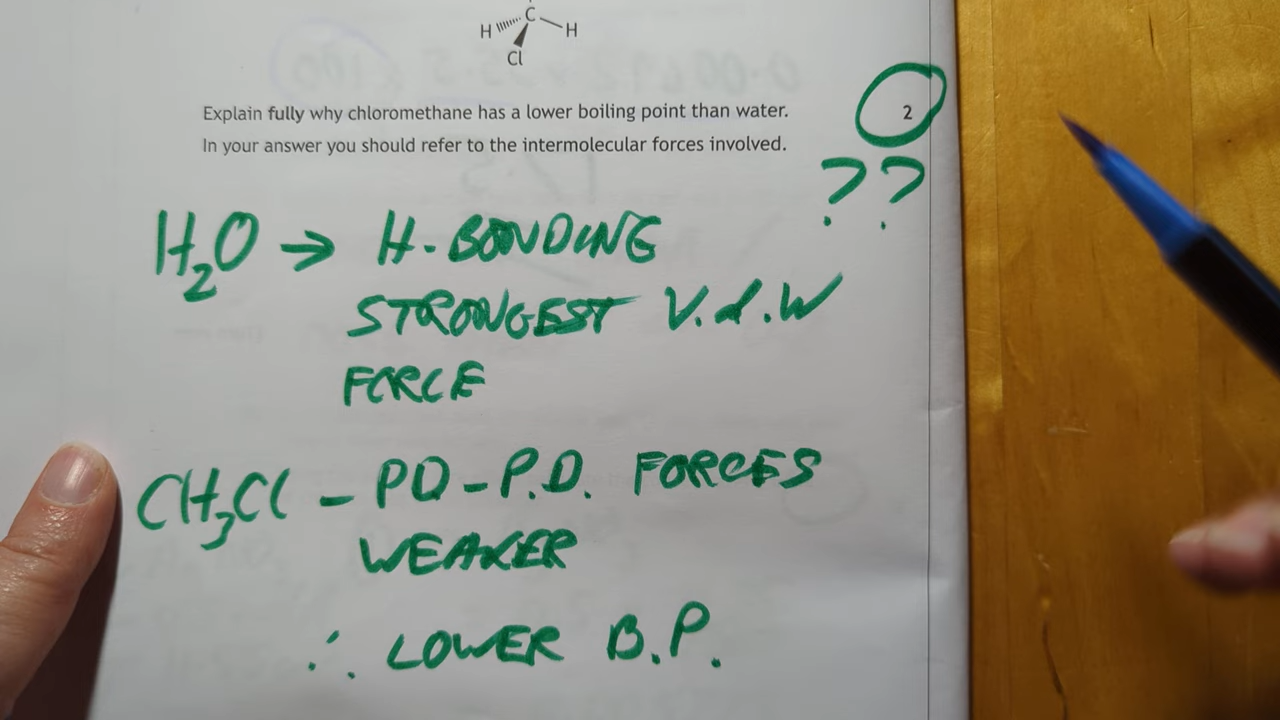 C
H
H
Cl
Explain fully why chloromethane has a lower boiling point than water.
2
In your answer you should refer to the intermolecular forces involved.
??
H₂O → H-BONDING
STRONGEST V.d.W
FORCE
CH₃Cl - PD-P.D. FORCES
WEAKER
∴ LOWER B.P.